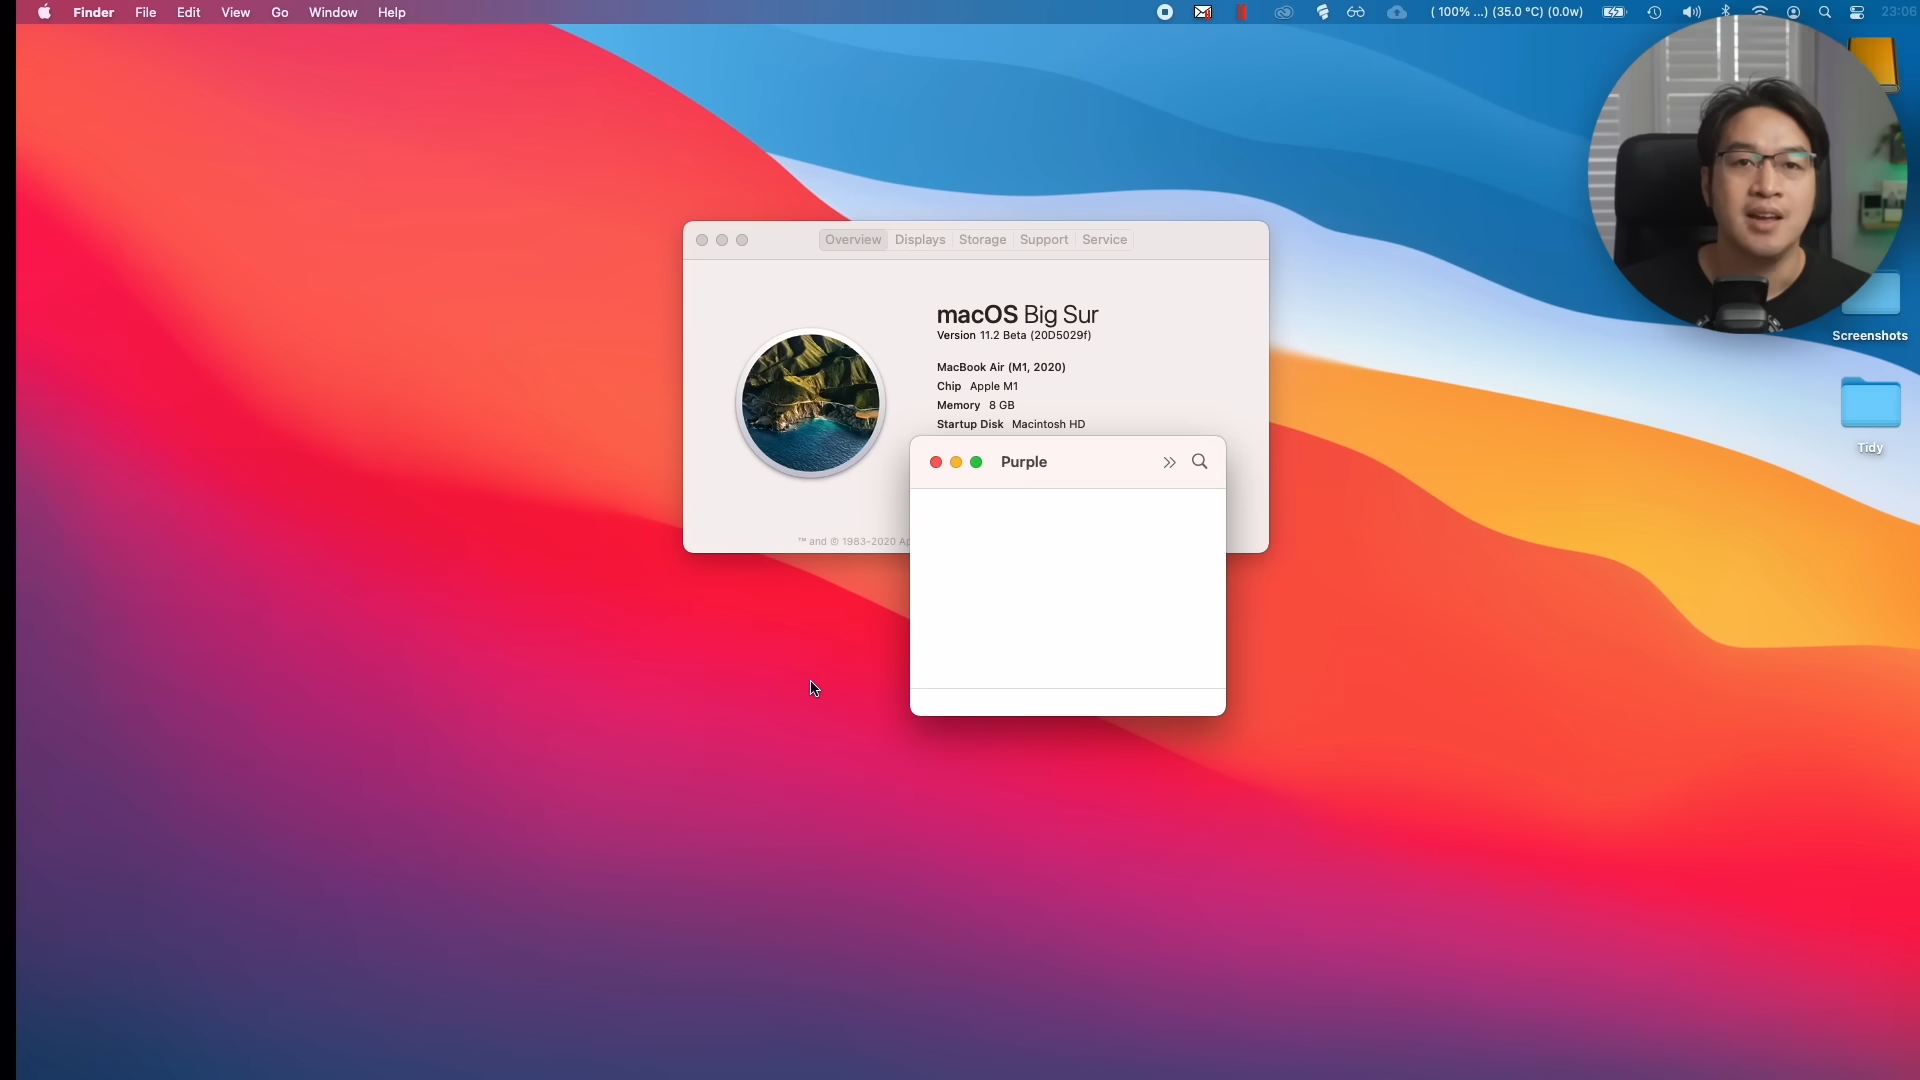 Finder File Edit View Go Window Help ( 100% ...) (35.0 °C) (0.0w) 23:06
Overview Displays Storage Support Service
macOS Big Sur
Version 11.2 Beta (20D5029f)
MacBook Air (M1, 2020)
Chip Apple M1
Memory 8 GB
Startup Disk Macintosh HD
™ and © 1983-2020 Ap
Purple
Screenshots
Tidy